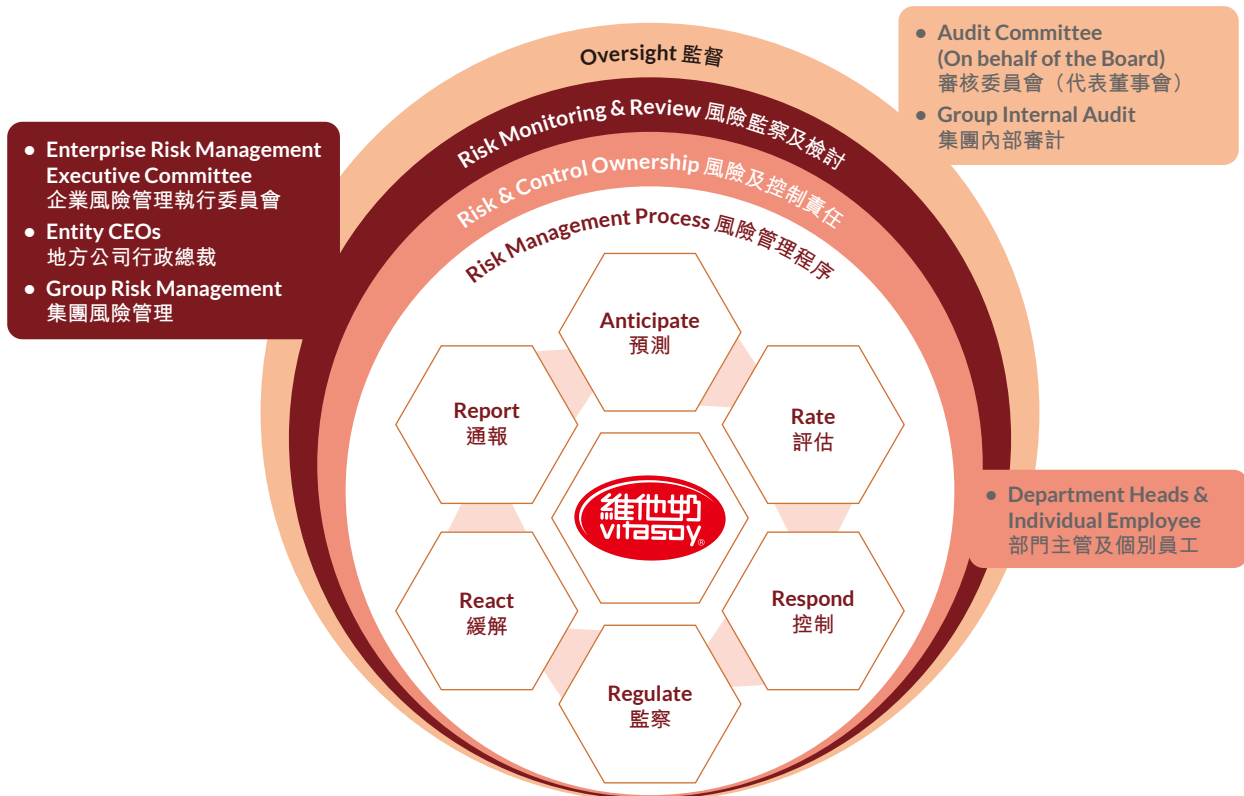 Oversight 監督
Risk Monitoring & Review 風險監察及檢討
Risk & Control Ownership 風險及控制責任
Risk Management Process 風險管理程序
● Audit Committee
(On behalf of the Board)
審核委員會（代表董事會）
● Group Internal Audit
集團內部審計
● Enterprise Risk Management
Executive Committee
企業風險管理執行委員會
● Entity CEOs
地方公司行政總裁
● Group Risk Management
集團風險管理
● Department Heads &
Individual Employee
部門主管及個別員工
Anticipate
預測
Rate
評估
Respond
控制
Regulate
監察
React
緩解
Report
通報
維他奶
vitasoy®